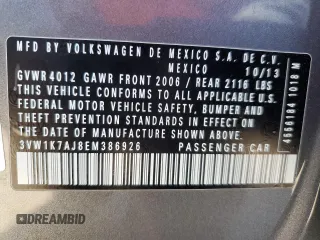 MFD BY VOLKSWAGEN DE MEXICO S.A. DE C.V.
MEXICO 10/13
GVWR 4012 GAWR FRONT 2006 / REAR 2116 LBS
THIS VEHICLE CONFORMS TO ALL APPLICABLE
FEDERAL MOTOR VEHICLE SAFETY, BUMPER AND
THEFT PREVENTION STANDARDS IN EFFECT ON
THE DATE OF MANUFACTURE SHOWN ABOVE.
3VW1K7AJ8EM386926 PASSENGER CAR
4558184 1018 M
© DREAMBID